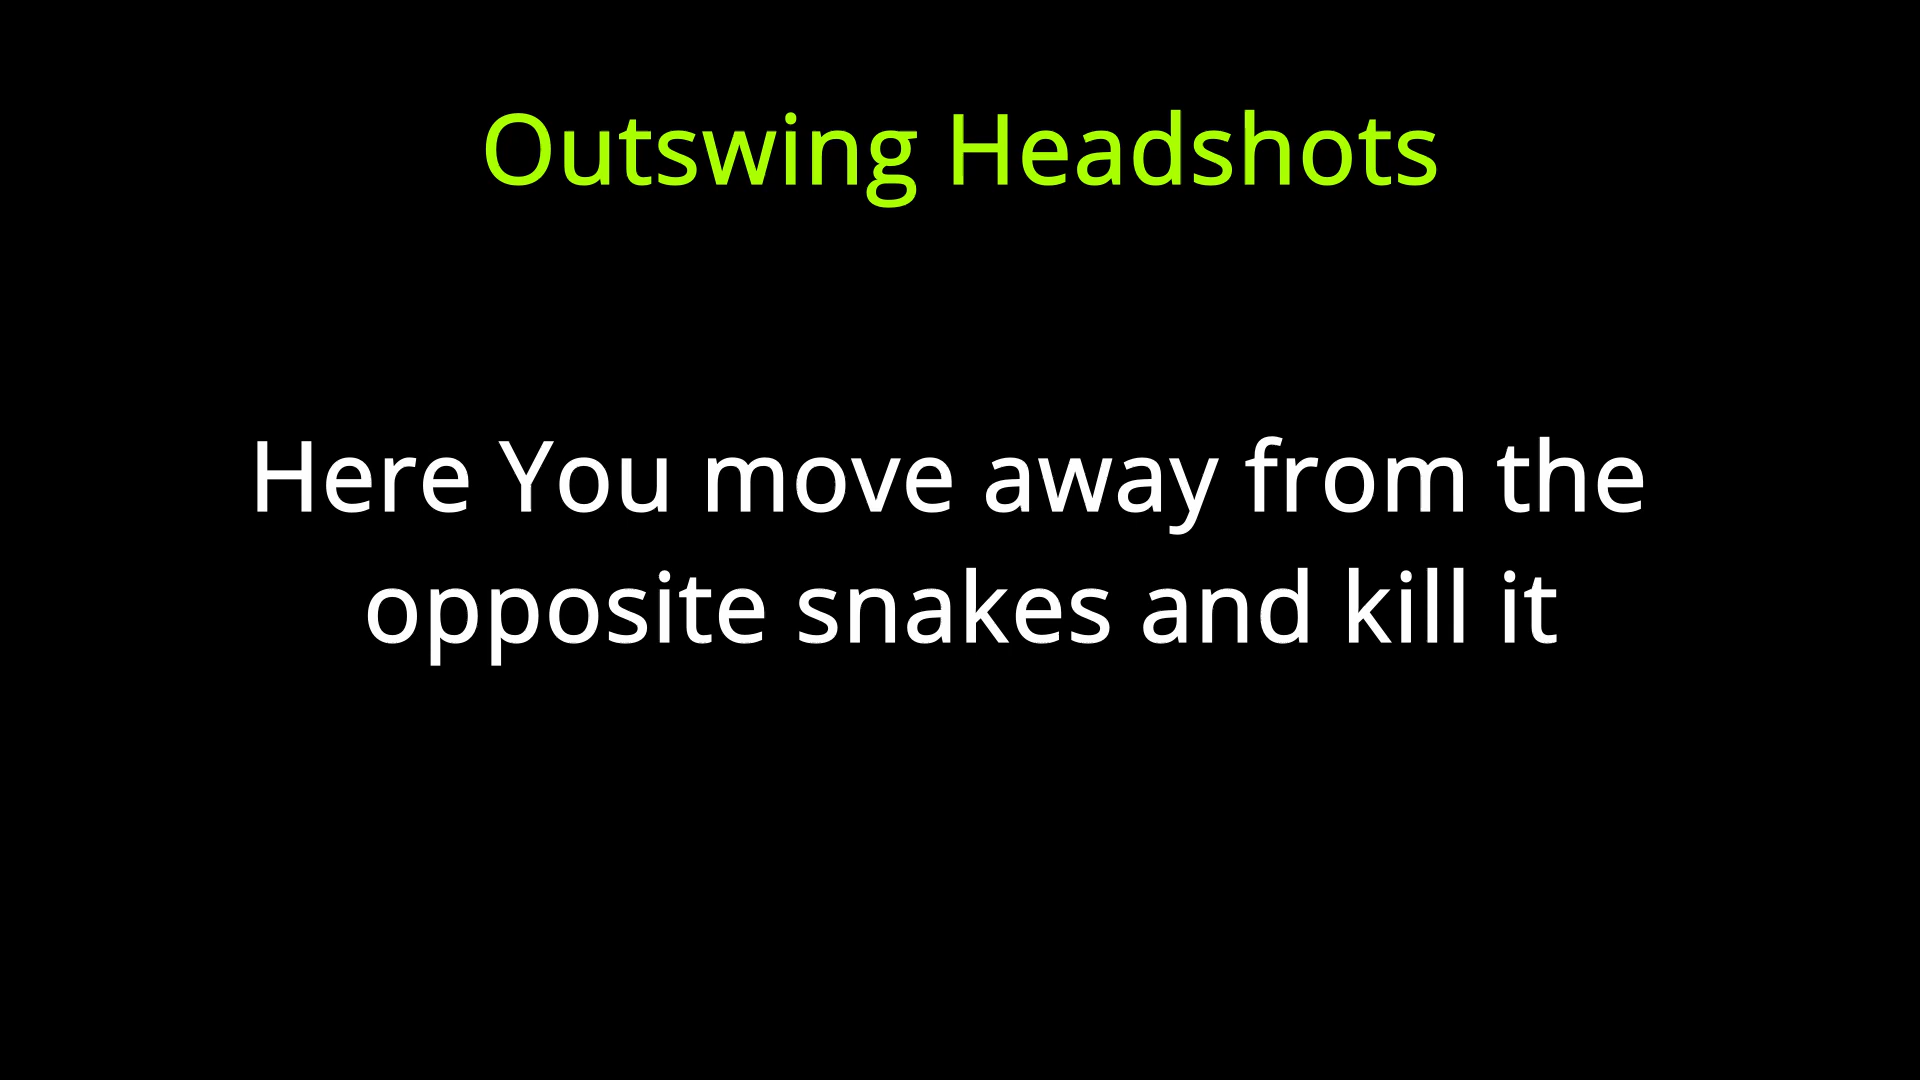 Outswing Headshots
Here You move away from the
opposite snakes and kill it